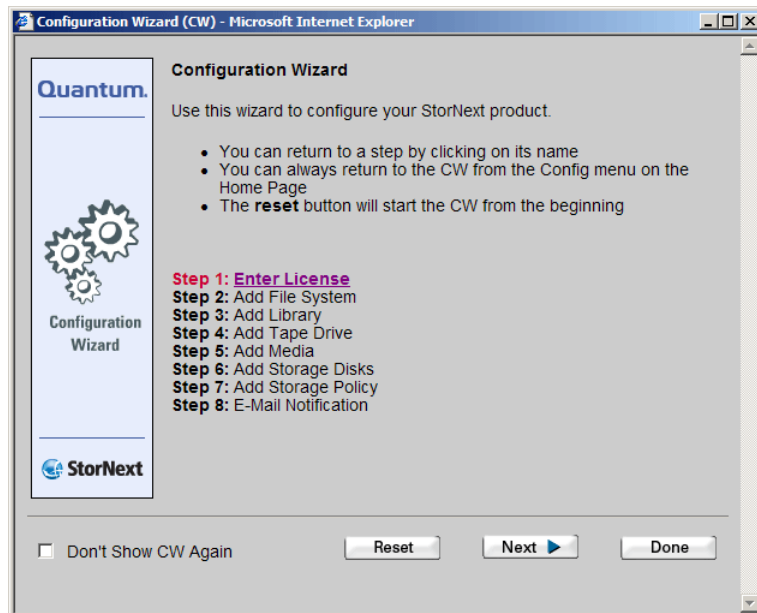 Configuration Wizard (CW) - Microsoft Internet Explorer
Quantum.
Configuration
Wizard
StorNext
Configuration Wizard
Use this wizard to configure your StorNext product.
• You can return to a step by clicking on its name
• You can always return to the CW from the Config menu on the
Home Page
• The reset button will start the CW from the beginning
Step 1: Enter License
Step 2: Add File System
Step 3: Add Library
Step 4: Add Tape Drive
Step 5: Add Media
Step 6: Add Storage Disks
Step 7: Add Storage Policy
Step 8: E-Mail Notification
Don't Show CW Again
Reset
Next
Done